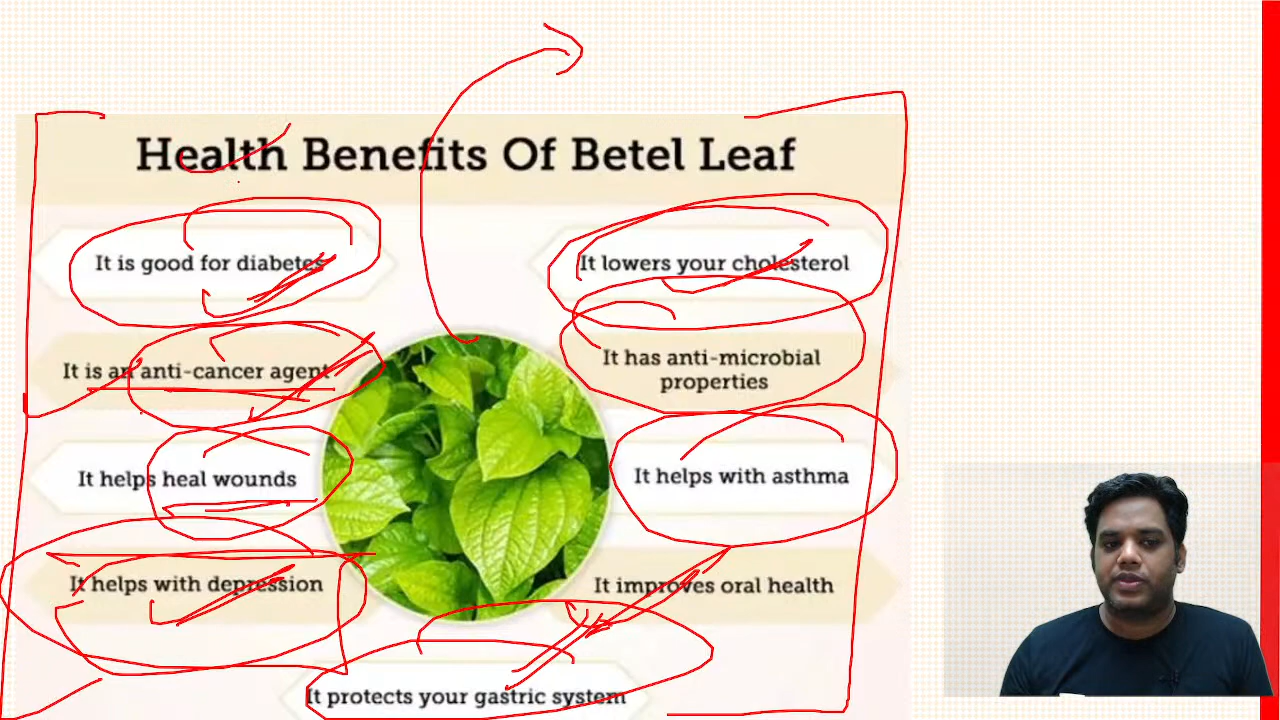 Health Benefits Of Betel Leaf
It is good for diabetes
It lowers your cholesterol
It is an anti-cancer agent
It has anti-microbial
properties
It helps heal wounds
It helps with asthma
It helps with depression
It improves oral health
It protects your gastric system